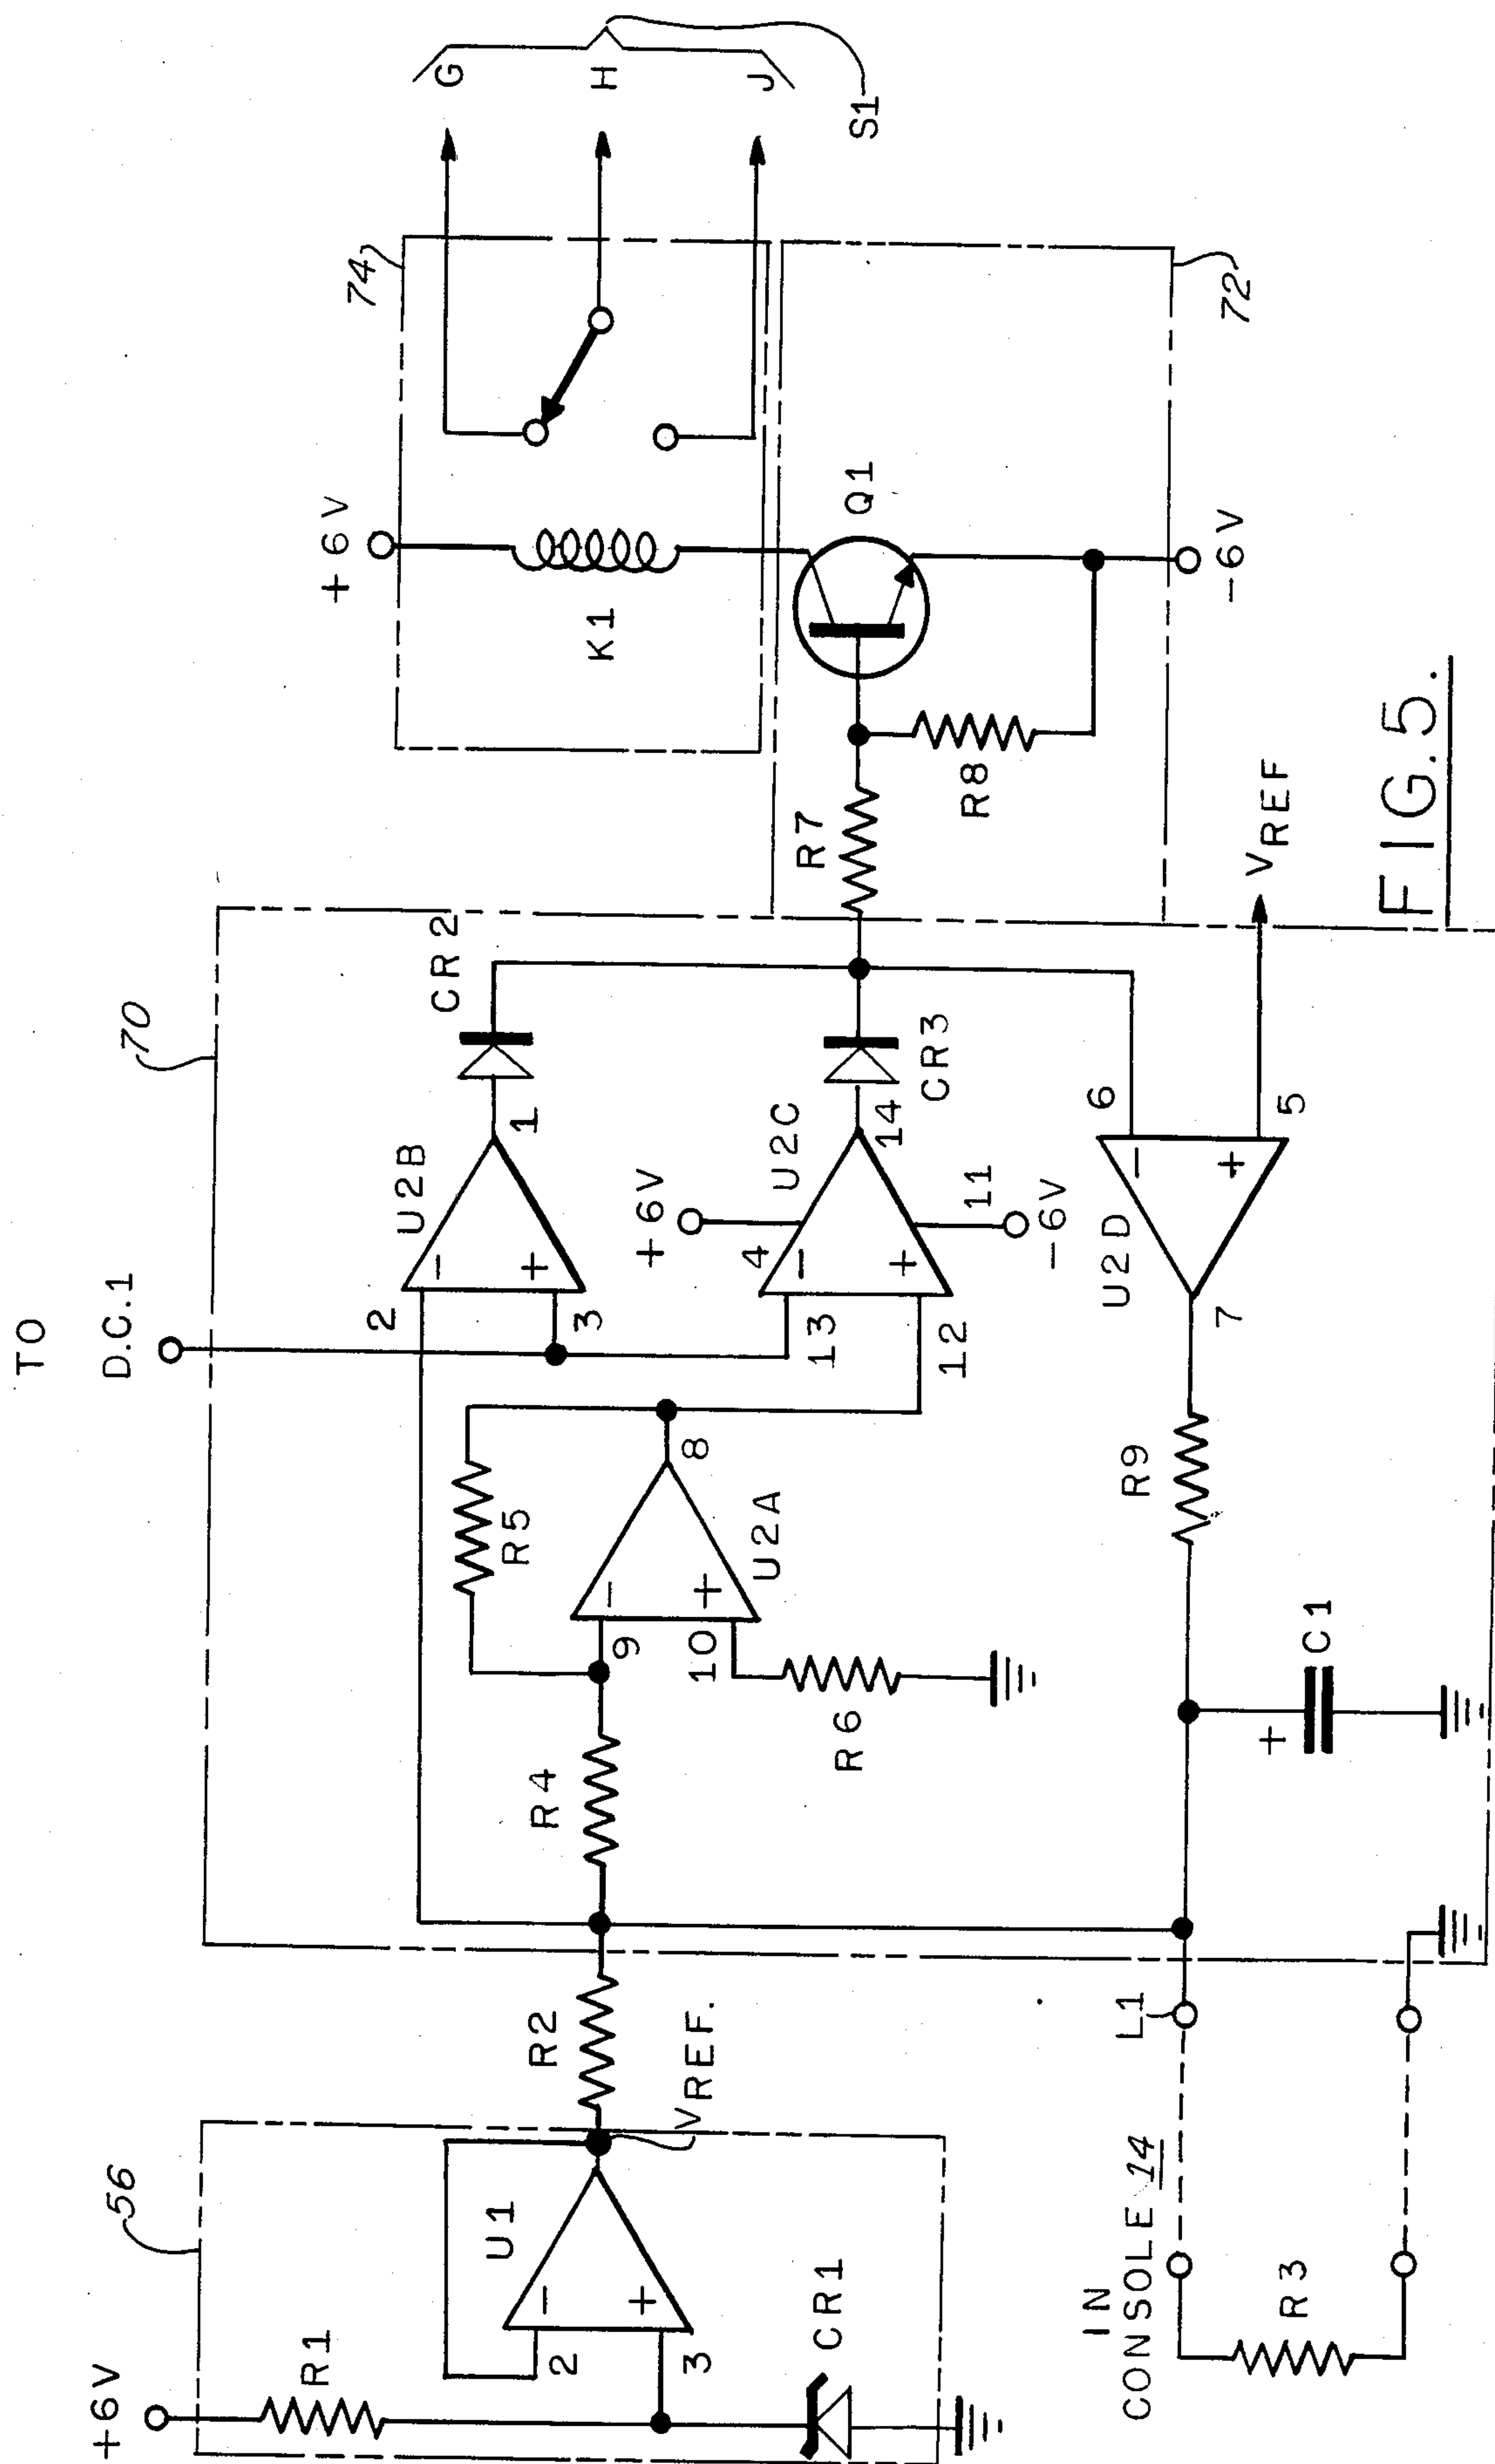 TO
D.C.1
+6V
R1
56
U1
2
3
-
+
CR1
VREF.
R2
IN
CONSOLE 14
R3
L1
70
R4
R5
R6
9
10
-
+
8
U2A
2
3
-
+
U2B
1
CR2
+6V
4
13
12
-
+
U2C
14
11
-6V
CR3
U2D
-
+
6
5
7
R9
+
C1
VREF
R7
R8
Q1
-6V
72
+6V
K1
74
G
H
J
S1
FIG.5.